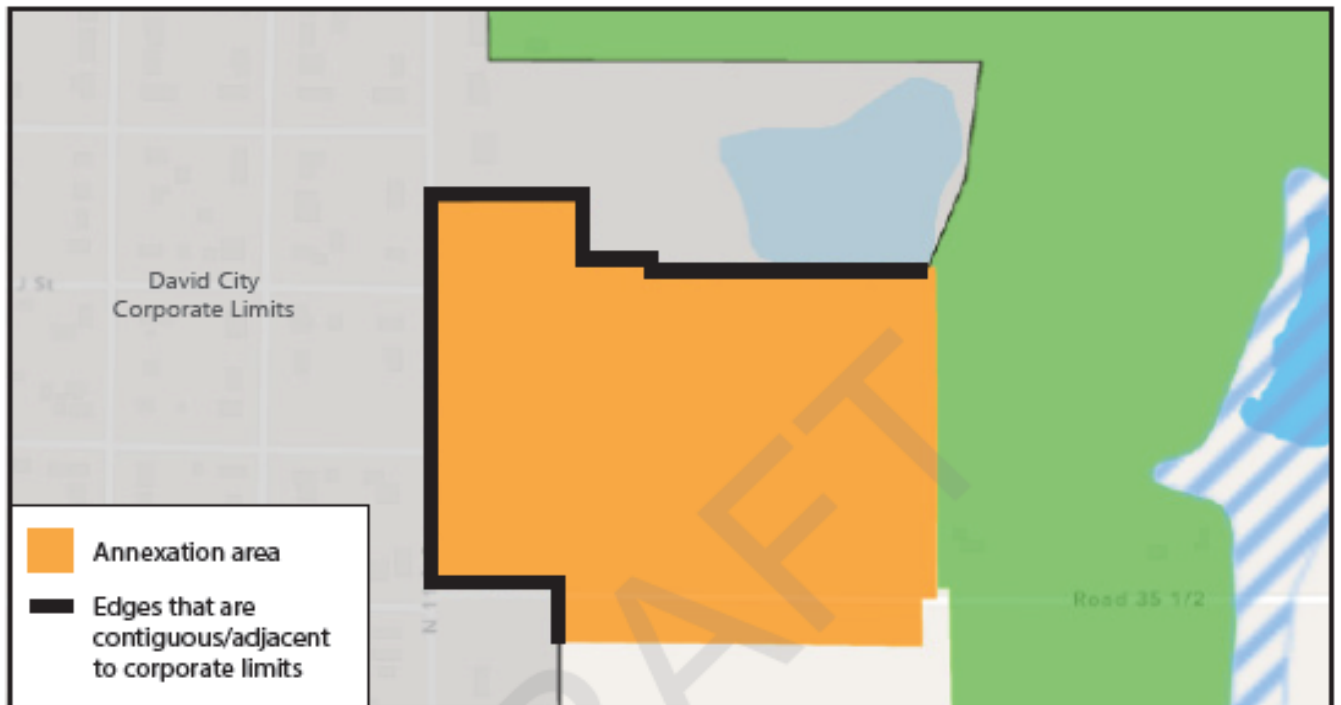 J St
David City
Corporate Limits
Annexation area
Edges that are
contiguous/adjacent
to corporate limits
Road 35 1/2